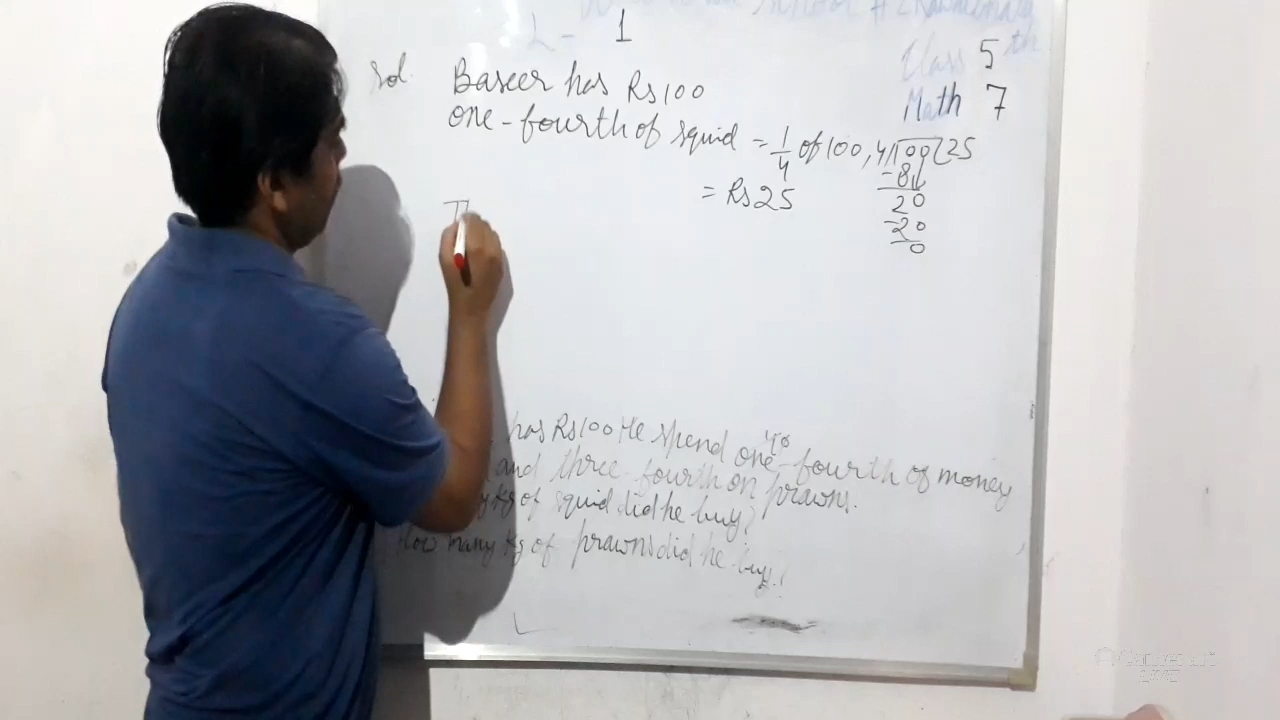 L- 1
Class 5th
Math 7
Sol. Baseer has Rs100
one-fourth of squid = 1/4 of 100, 4)100(25
-8
= Rs25
20
-20
0
has Rs100 He spend one-fourth of money
and three-fourth on prawns.
kg of squid did he buy?
How many kg of prawns did he buy?